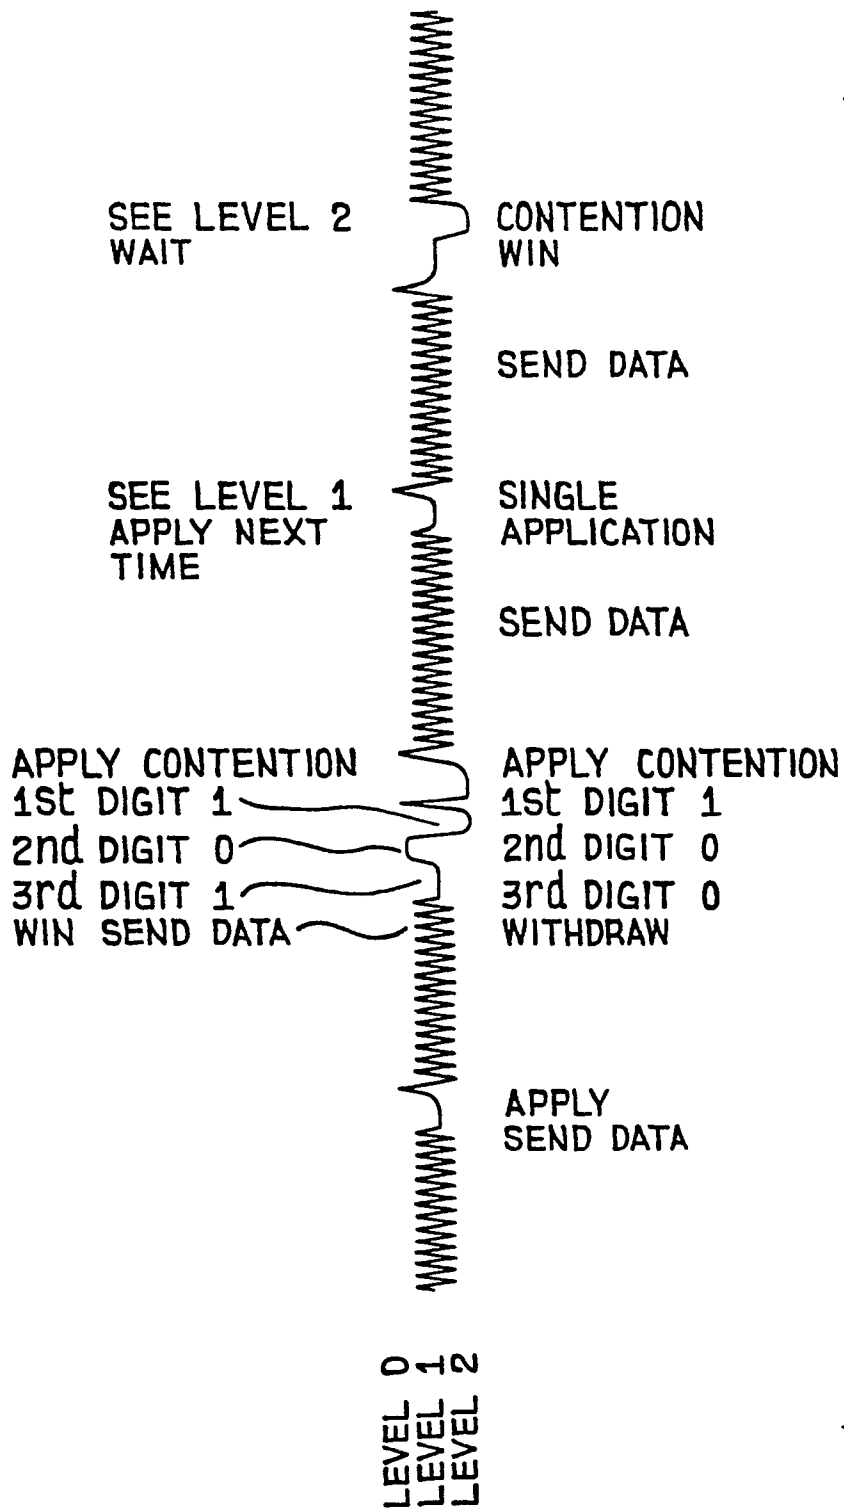 SEE LEVEL 2
WAIT
CONTENTION
WIN
SEND DATA
SEE LEVEL 1
APPLY NEXT
TIME
SINGLE
APPLICATION
SEND DATA
APPLY CONTENTION
1st DIGIT 1
2nd DIGIT 0
3rd DIGIT 1
WIN SEND DATA
APPLY CONTENTION
1st DIGIT 1
2nd DIGIT 0
3rd DIGIT 0
WITHDRAW
APPLY
SEND DATA
LEVEL 0
LEVEL 1
LEVEL 2